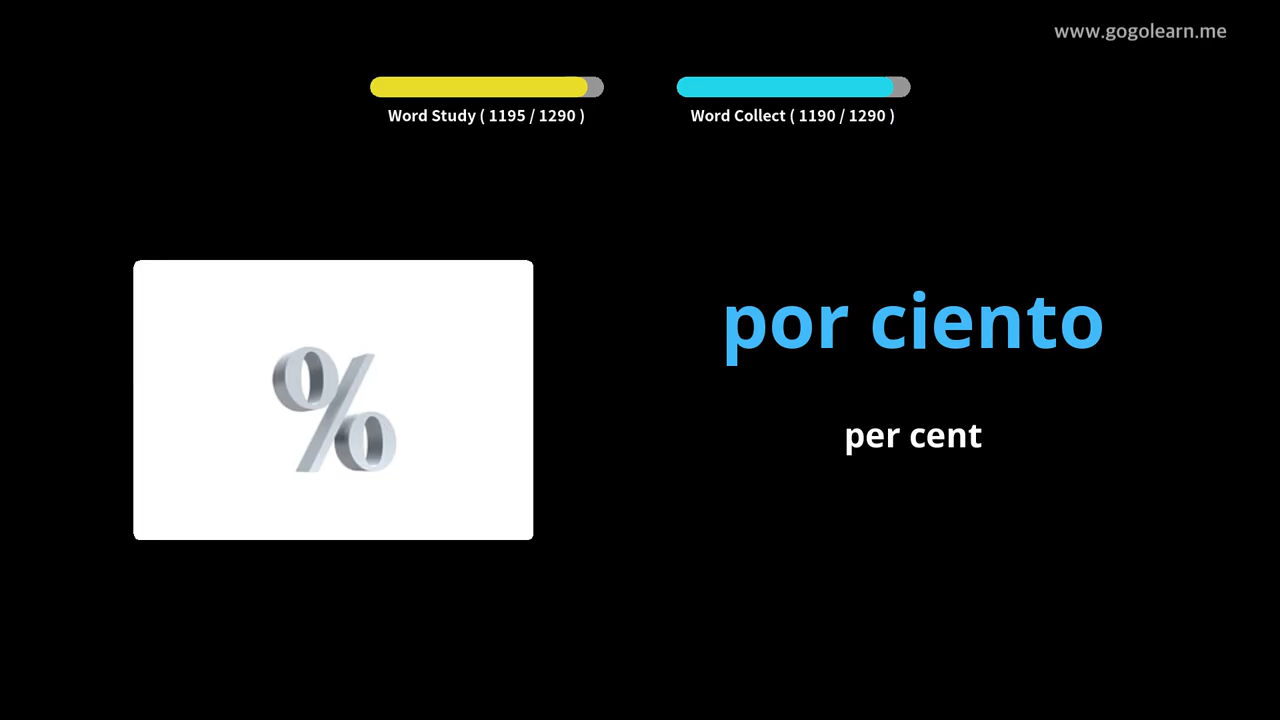 www.gogolearn.me
Word Study ( 1195 / 1290 )
Word Collect ( 1190 / 1290 )
%
por ciento
per cent